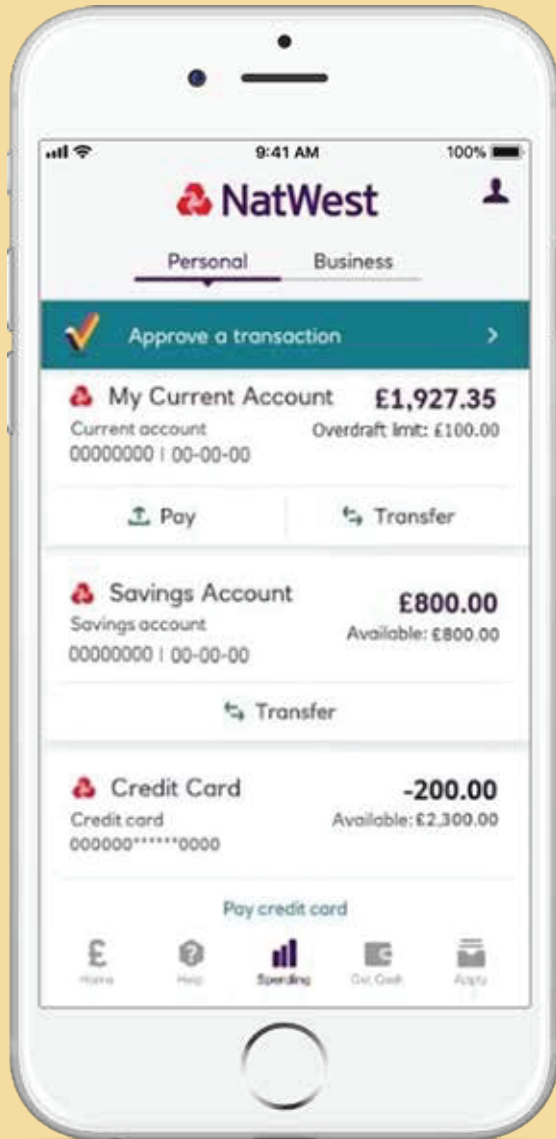 9:41 AM 100%
NatWest
Personal Business
Approve a transaction >
My Current Account £1,927.35
Current account Overdraft limit: £100.00
00000000 | 00-00-00
Pay Transfer
Savings Account £800.00
Savings account Available: £800.00
00000000 | 00-00-00
Transfer
Credit Card -200.00
Credit card Available: £2,300.00
000000******0000
Pay credit card
£
Home Help Spending Get Cash Apply